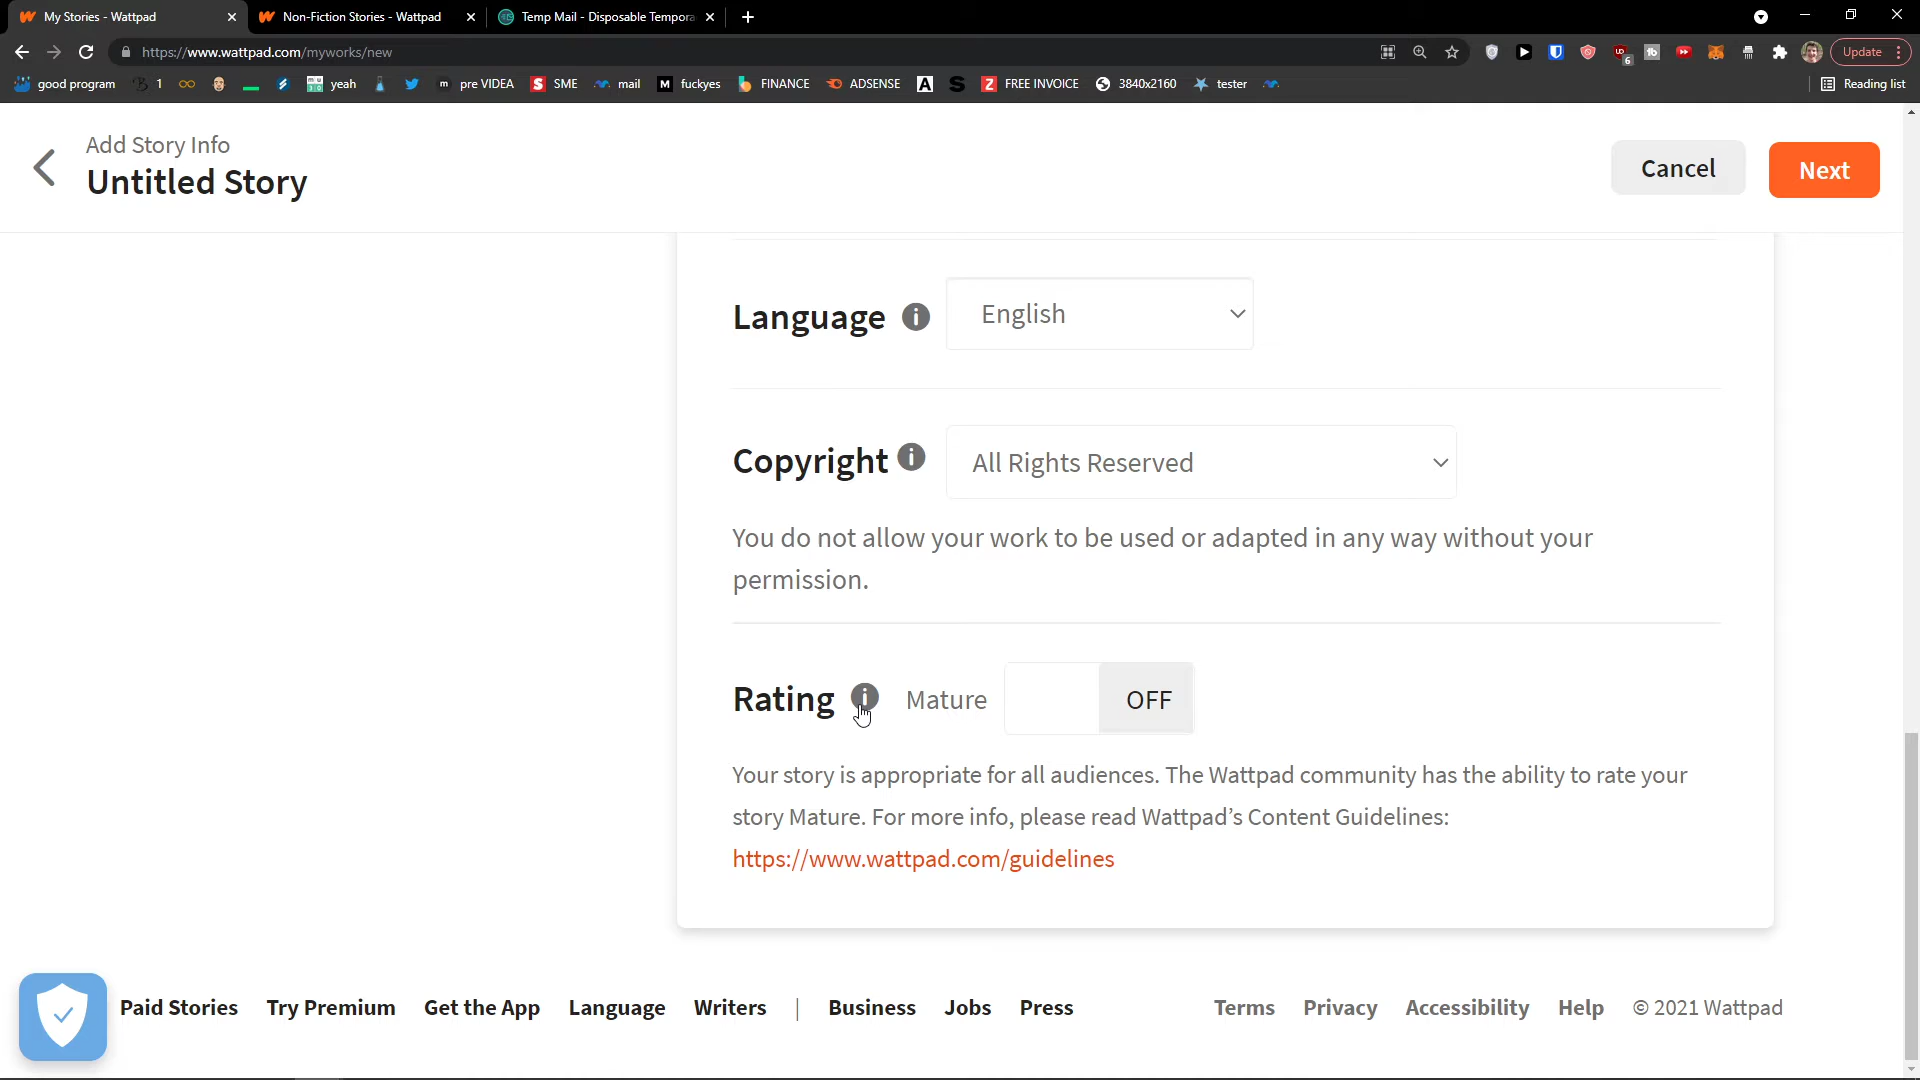 My Stories - Wattpad
Non-Fiction Stories - Wattpad
Temp Mail - Disposable Tempora
https://www.wattpad.com/myworks/new
6
Update
good program
1
yeah
pre VIDEA
SME
mail
fuckyes
FINANCE
ADSENSE
FREE INVOICE
3840x2160
tester
Reading list
Add Story Info
Untitled Story
Cancel
Next
Language
English
Copyright
All Rights Reserved
You do not allow your work to be used or adapted in any way without your
permission.
Rating
Mature
OFF
Your story is appropriate for all audiences. The Wattpad community has the ability to rate your
story Mature. For more info, please read Wattpad’s Content Guidelines:
https://www.wattpad.com/guidelines
Paid Stories
Try Premium
Get the App
Language
Writers
|
Business
Jobs
Press
Terms
Privacy
Accessibility
Help
© 2021 Wattpad